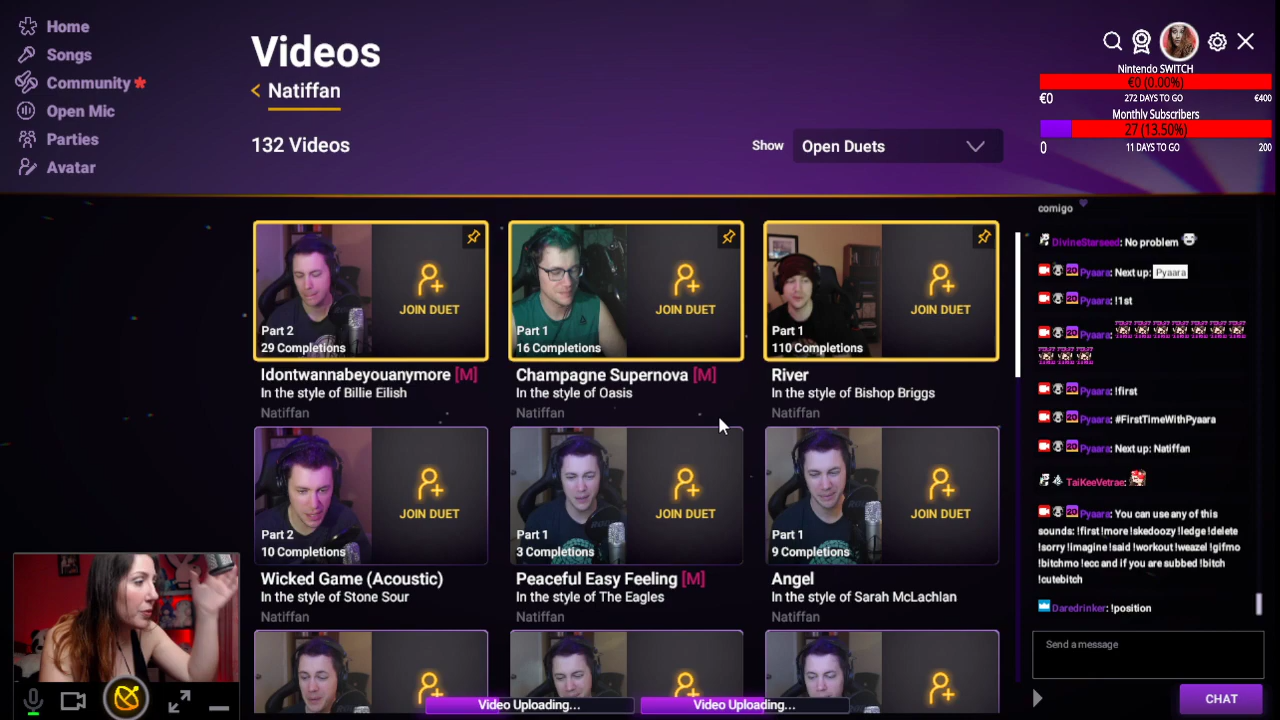 Home
Songs
Community *
Open Mic
Parties
Avatar
Videos
< Natiffan
132 Videos
Show
Open Duets
Nintendo SWITCH
€0 (0.00%)
€0
272 DAYS TO GO
€400
Monthly Subscribers
27 (13.50%)
0
11 DAYS TO GO
200
JOIN DUET
Part 2
29 Completions
Idontwannabeyouanymore [M]
In the style of Billie Eilish
Natiffan
JOIN DUET
Part 1
16 Completions
Champagne Supernova [M]
In the style of Oasis
Natiffan
JOIN DUET
Part 1
110 Completions
River
In the style of Bishop Briggs
Natiffan
JOIN DUET
Part 2
10 Completions
Wicked Game (Acoustic)
In the style of Stone Sour
Natiffan
JOIN DUET
Part 1
3 Completions
Peaceful Easy Feeling [M]
In the style of The Eagles
Natiffan
JOIN DUET
Part 1
9 Completions
Angel
In the style of Sarah McLachlan
Natiffan
Video Uploading...
Video Uploading...
comigo
DivineStarseed: No problem
20 Pyaara: Next up: Pyaara
20 Pyaara: !1st
20 Pyaara:
20 Pyaara: !first
20 Pyaara: #FirstTimeWithPyaara
20 Pyaara: Next up: Natiffan
TaiKeeVetrae:
20 Pyaara: You can use any of this
sounds: !first !more !skedoozy !ledge !delete
!sorry !imagine !said !workout !weazel !gifmo
!bitchmo !ecc and If you are subbed !bitch
!cutebitch
Daredrinker: !position
Send a message
CHAT